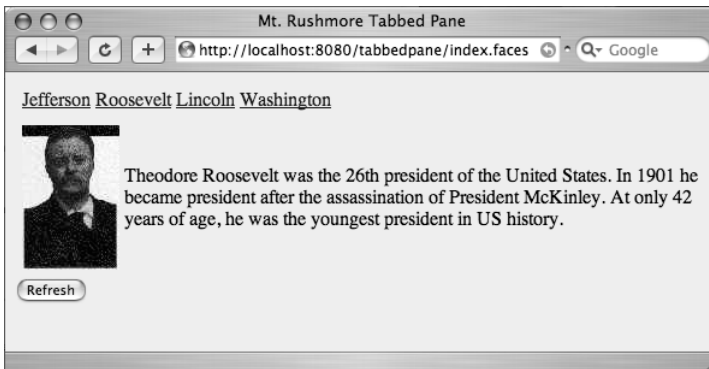 Mt. Rushmore Tabbed Pane
http://localhost:8080/tabbedpane/index.faces
Google
Jefferson Roosevelt Lincoln Washington
Theodore Roosevelt was the 26th president of the United States. In 1901 he
became president after the assassination of President McKinley. At only 42
years of age, he was the youngest president in US history.
Refresh